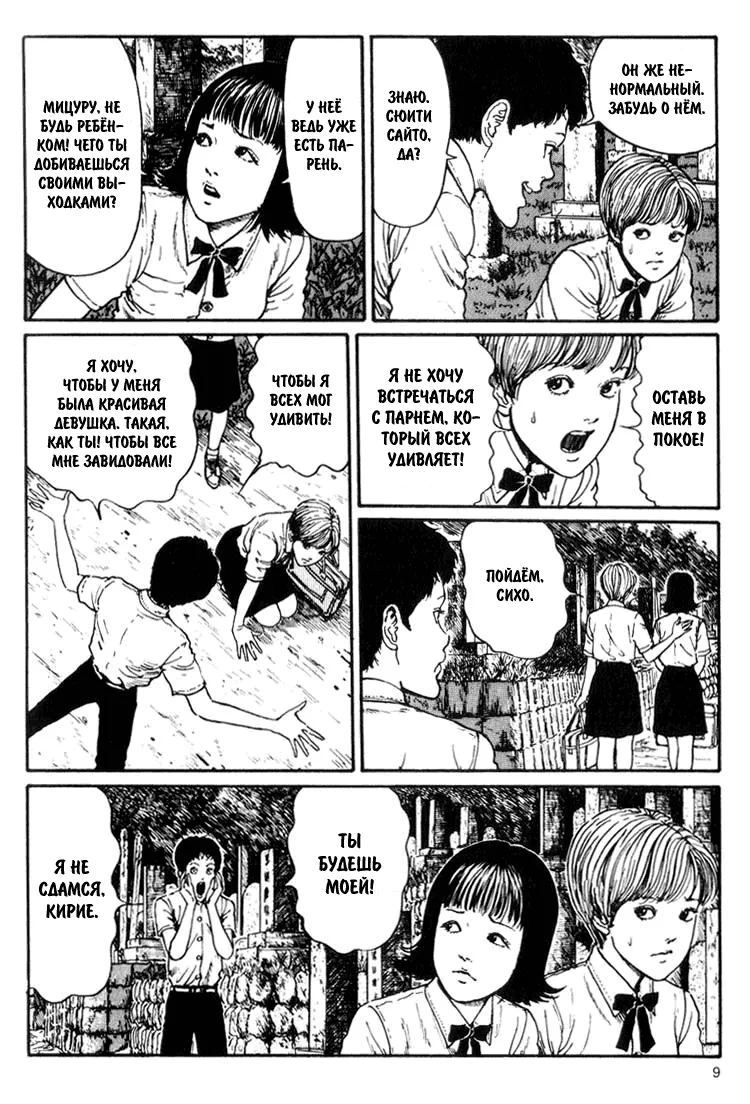 МИЦУРУ, НЕ
БУДЬ РЕБЁН-
КОМ! ЧЕГО ТЫ
ДОБИВАЕШЬСЯ
СВОИМИ ВЫ-
ХОДКАМИ?
У НЕЁ
ВЕДЬ УЖЕ
ЕСТЬ ПА-
РЕНЬ.
ЗНАЮ.
СЮИТИ
САЙТО,
ДА?
ОН ЖЕ НЕ-
НОРМАЛЬНЫЙ.
ЗАБУДЬ О НЁМ.
Я ХОЧУ,
ЧТОБЫ У МЕНЯ
БЫЛА КРАСИВАЯ
ДЕВУШКА. ТАКАЯ,
КАК ТЫ! ЧТОБЫ ВСЕ
МНЕ ЗАВИДОВАЛИ!
ЧТОБЫ Я
ВСЕХ МОГ
УДИВИТЬ!
Я НЕ ХОЧУ
ВСТРЕЧАТЬСЯ
С ПАРНЕМ, КО-
ТОРЫЙ ВСЕХ
УДИВЛЯЕТ!
ОСТАВЬ
МЕНЯ В
ПОКОЕ!
ПОЙДЁМ,
СИХО.
Я НЕ
СДАМСЯ,
КИРИЕ.
ТЫ
БУДЕШЬ
МОЕЙ!
9